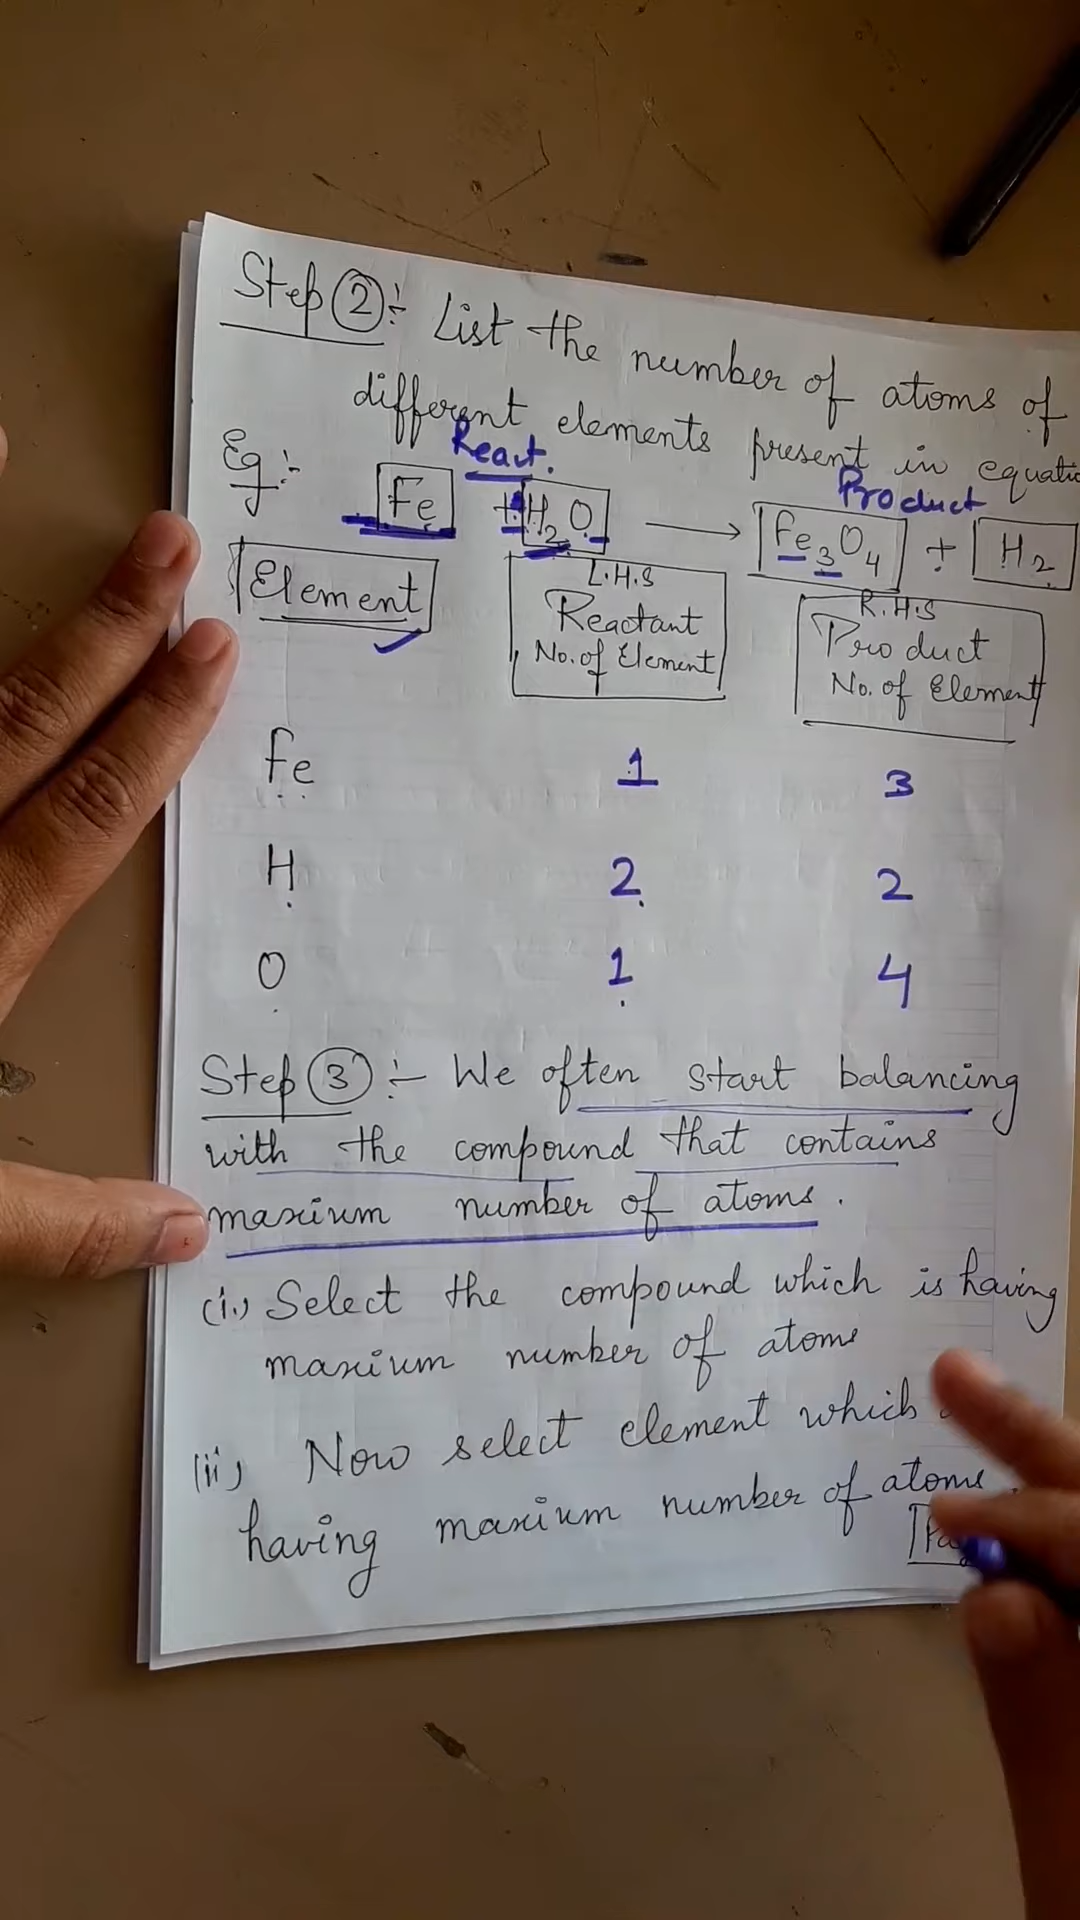 Step 2 :- List the number of atoms of
different elements present in equatio
React.
Product
Eg :- Fe + H2O → Fe3O4 + H2
Element
L.H.S
Reactant
No. of Element
R.H.S
Product
No. of Element
Fe 1 3
H 2 2
O 1 4
Step 3 :- We often start balancing
with the compound that contains
maxium number of atoms.
(i) Select the compound which is having
maxium number of atoms
(ii) Now select element which
having maxium number of atoms.